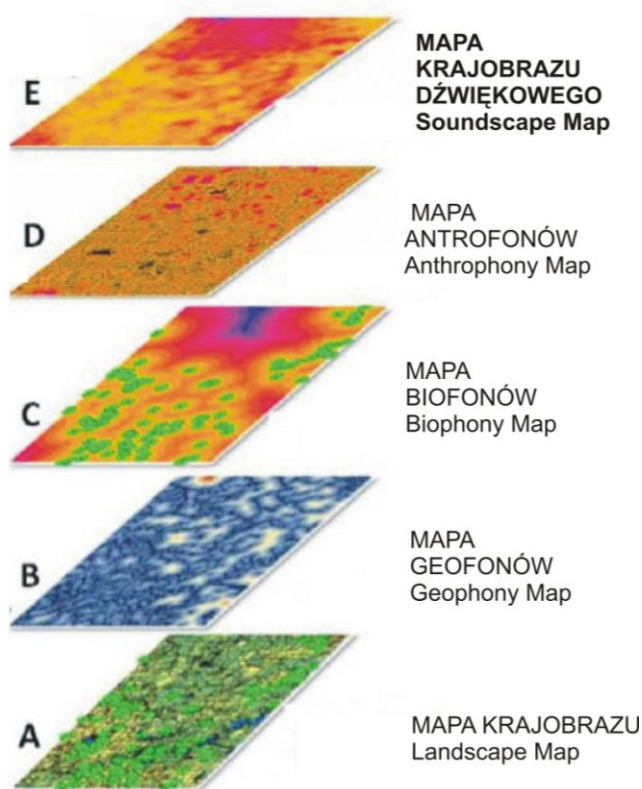 E
MAPA
KRAJOBRAZU
DŹWIĘKOWEGO
Soundscape Map
D
MAPA
ANTROFONÓW
Anthrophony Map
C
MAPA
BIOFONÓW
Biophony Map
B
MAPA
GEOFONÓW
Geophony Map
A
MAPA KRAJOBRAZU
Landscape Map